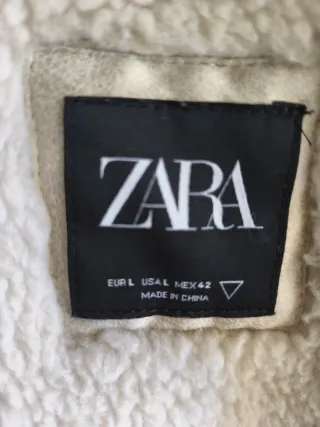 ZARA
EUR L USA L MEX 42
MADE IN CHINA